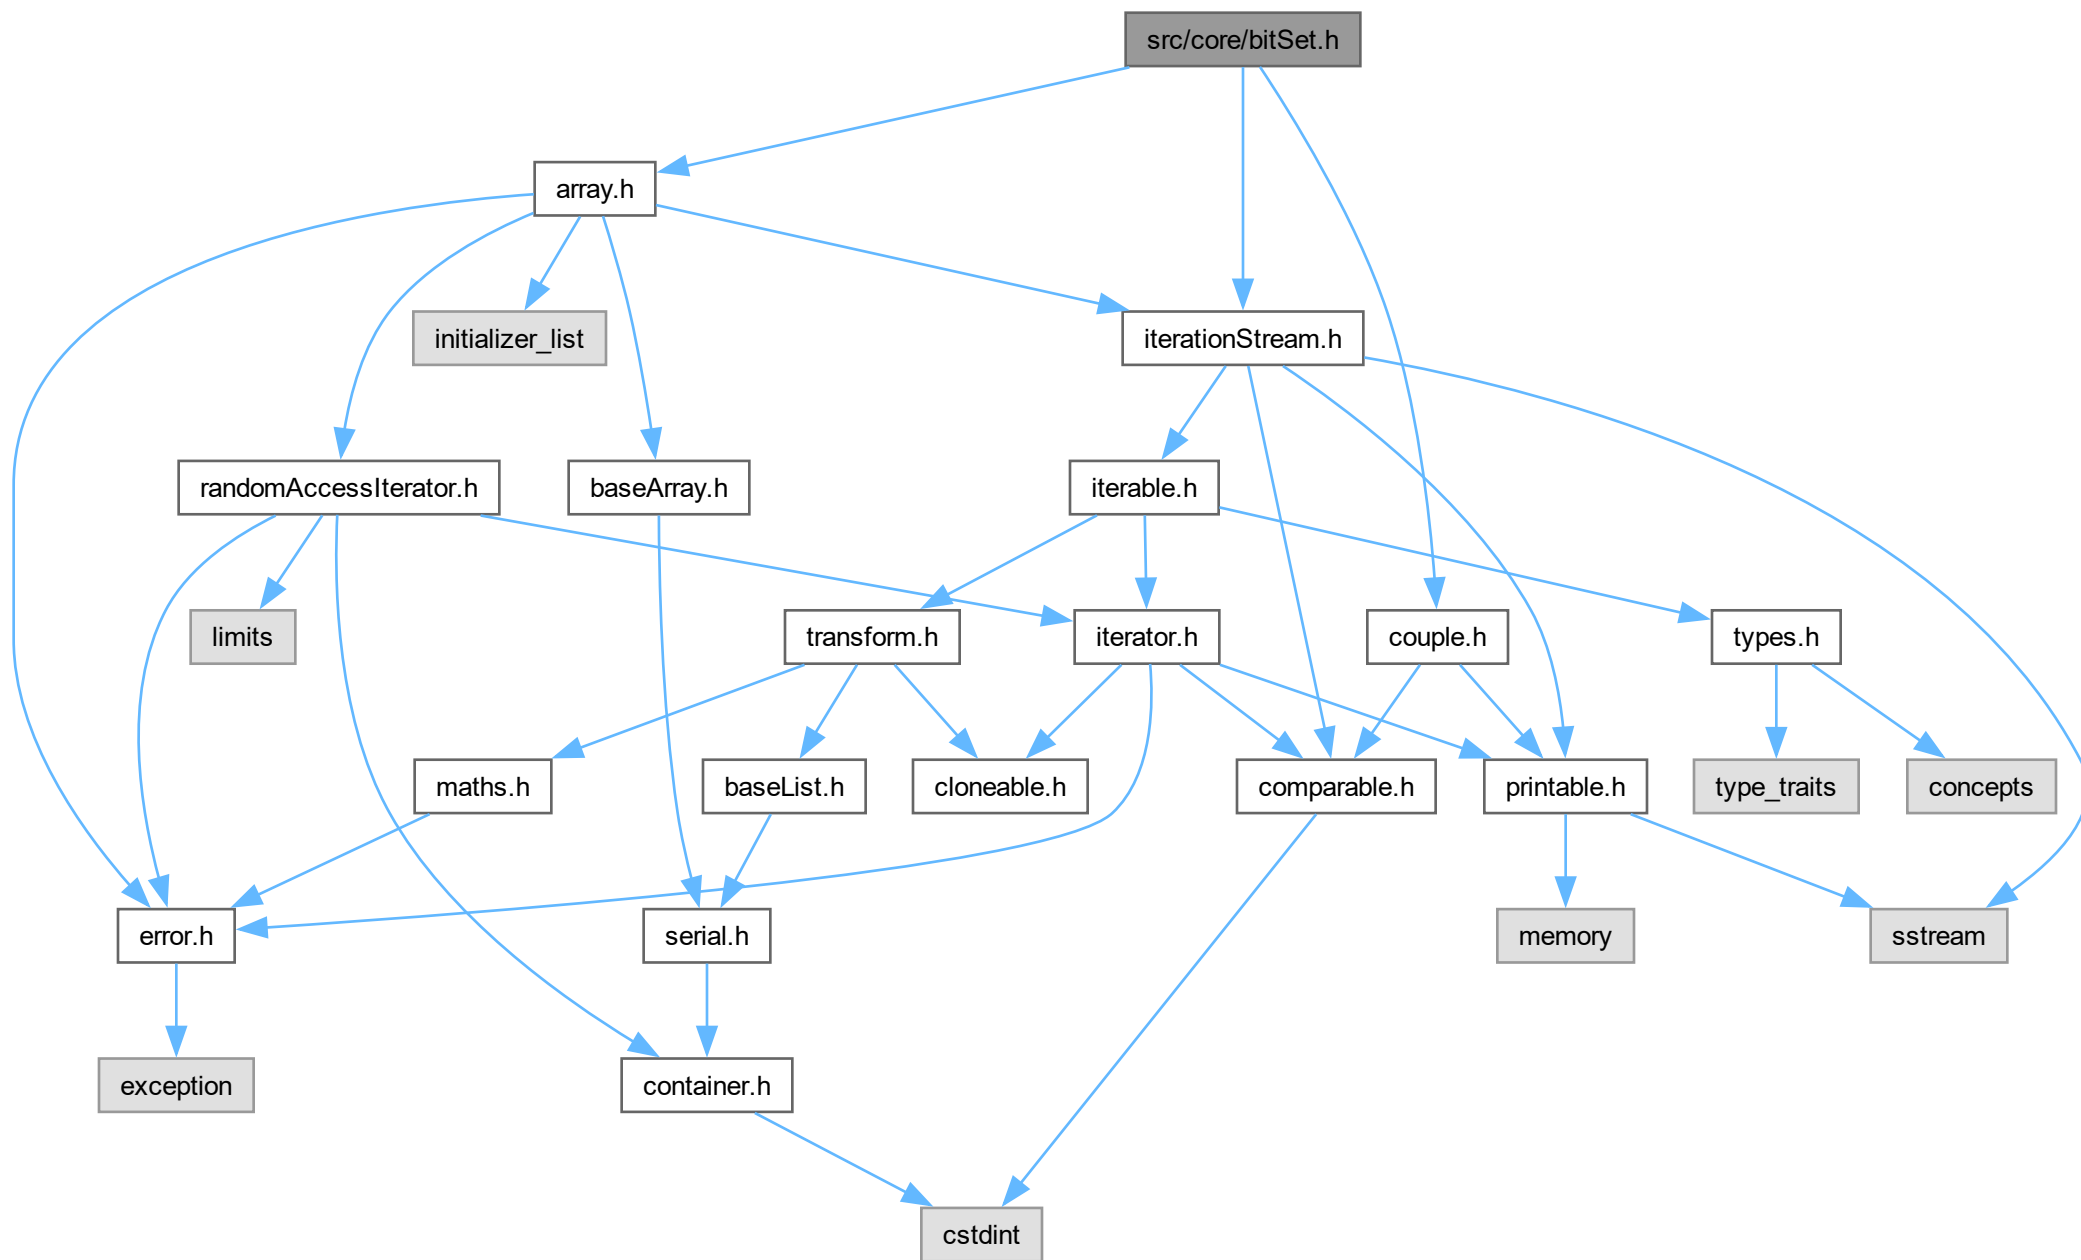 src/core/bitSet.h
array.h
initializer_list
iterationStream.h
randomAccessIterator.h
baseArray.h
iterable.h
limits
transform.h
iterator.h
couple.h
types.h
maths.h
baseList.h
cloneable.h
comparable.h
printable.h
type_traits
concepts
error.h
serial.h
memory
sstream
exception
container.h
cstdint